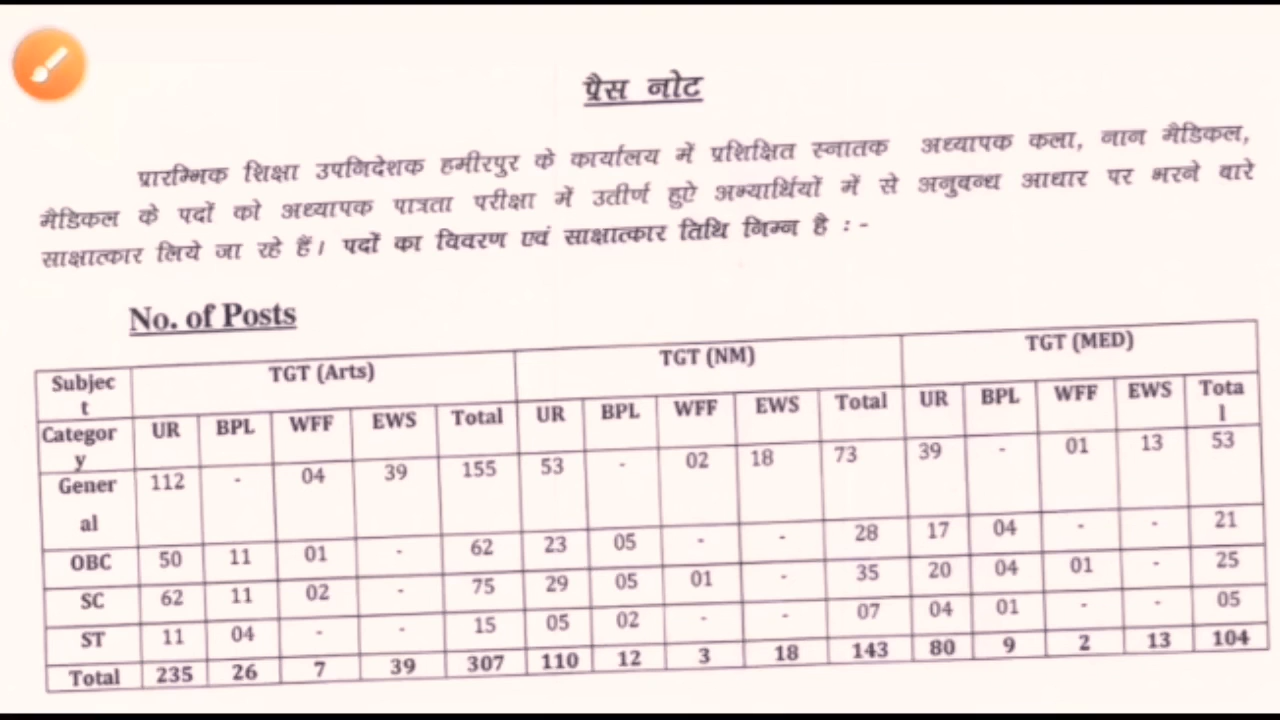 प्रैस नोट
प्रारम्भिक शिक्षा उपनिदेशक हमीरपुर के कार्यालय में प्रशिक्षित स्नातक अध्यापक कला, नान मैडिकल,
मैडिकल के पदों को अध्यापक पात्रता परीक्षा में उतीर्ण हुऐ अभ्यार्थियों में से अनुबन्ध आधार पर भरने बारे
साक्षात्कार लिये जा रहे हैं। पदों का विवरण एवं साक्षात्कार तिथि निम्न है :-
No. of Posts
Subjec
t TGT (Arts) TGT (NM) TGT (MED)
Categor
y UR BPL WFF EWS Total UR BPL WFF EWS Total UR BPL WFF EWS Tota
l
Gener
al 112 - 04 39 155 53 - 02 18 73 39 - 01 13 53
OBC 50 11 01 - 62 23 05 - - 28 17 04 - - 21
SC 62 11 02 - 75 29 05 01 - 35 20 04 01 - 25
ST 11 04 - - 15 05 02 - - 07 04 01 - - 05
Total 235 26 7 39 307 110 12 3 18 143 80 9 2 13 104